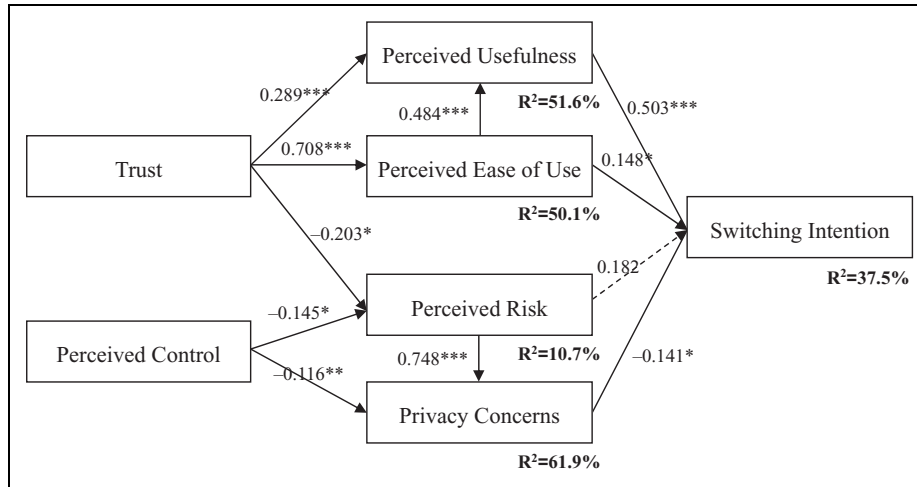 Perceived Usefulness
R²=51.6%
0.289***
0.484***
0.503***
Trust
0.708***
Perceived Ease of Use
R²=50.1%
0.148*
Switching Intention
R²=37.5%
–0.203*
0.182
Perceived Control
–0.145*
Perceived Risk
R²=10.7%
0.748***
–0.141*
–0.116**
Privacy Concerns
R²=61.9%